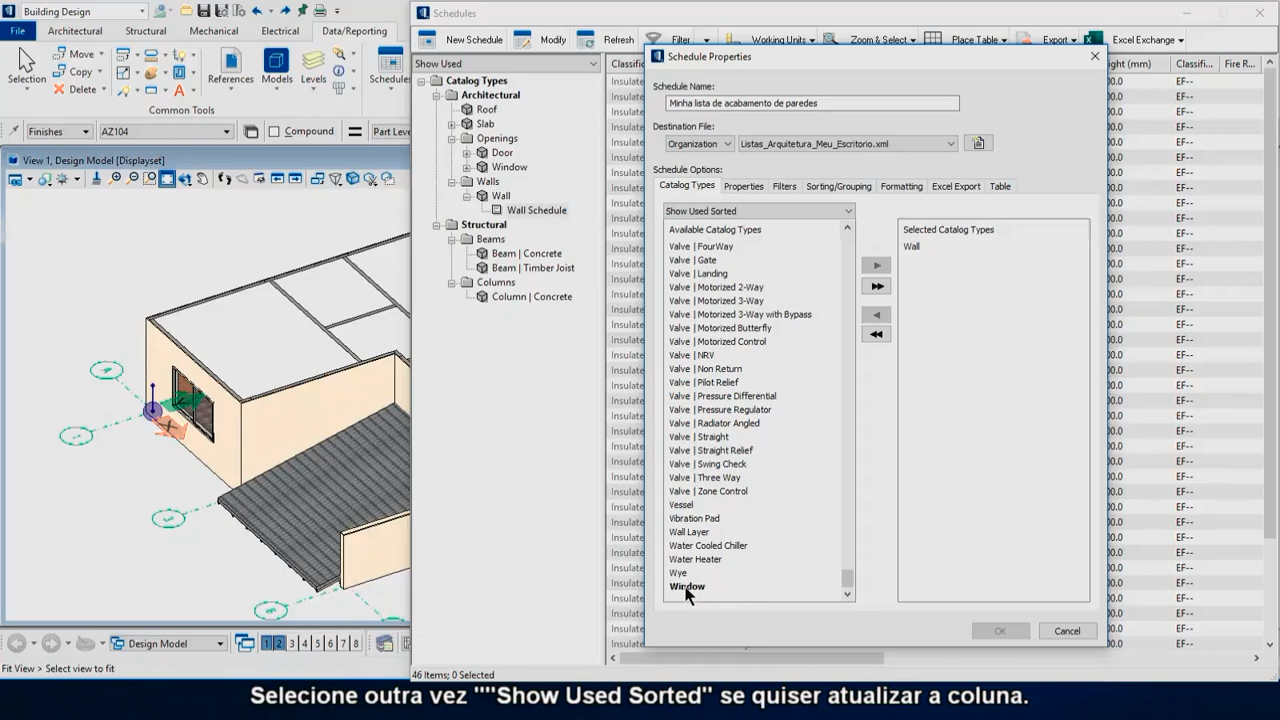 Building Design
File
Architecture
Structural
Mechanical
Electrical
Data/Reporting
Selection
Move
Copy
Delete
References
Models
Levels
Schedules
Common Tools
Finishes
AZ104
Compound
Part Level
View 1, Design Model [Displayset]
Design Model
1 2 3 4 5 6 7 8
Fit View > Select view to fit
Schedules
New Schedule
Modify
Refresh
Filter
Working Units
Zoom & Select
Place Table
Export
Excel Exchange
Show Used
Catalog Types
Architectural
Roof
Slab
Openings
Door
Window
Walls
Wall
Wall Schedule
Structural
Beams
Beam | Concrete
Beam | Timber Joist
Columns
Column | Concrete
46 Items; 0 Selected
Schedule Properties
Schedule Name:
Minha lista de acabamento de paredes
Destination File:
Organization
Listas_Arquitetura_Meu_Escritorio.xml
Schedule Options:
Catalog Types
Properties
Filters
Sorting/Grouping
Formatting
Excel Export
Table
Show Used Sorted
Available Catalog Types
Valve | FourWay
Valve | Gate
Valve | Landing
Valve | Motorized 2-Way
Valve | Motorized 3-Way
Valve | Motorized 3-Way with Bypass
Valve | Motorized Butterfly
Valve | Motorized Control
Valve | NRV
Valve | Non Return
Valve | Pilot Relief
Valve | Pressure Differential
Valve | Pressure Regulator
Valve | Radiator Angled
Valve | Straight
Valve | Straight Relief
Valve | Swing Check
Valve | Three Way
Valve | Zone Control
Vessel
Vibration Pad
Wall Layer
Water Cooled Chiller
Water Heater
Wye
Window
Selected Catalog Types
Wall
OK
Cancel
Classifi...
Fire R...
EF--
Selecione outra vez ""Show Used Sorted" se quiser atualizar a coluna.